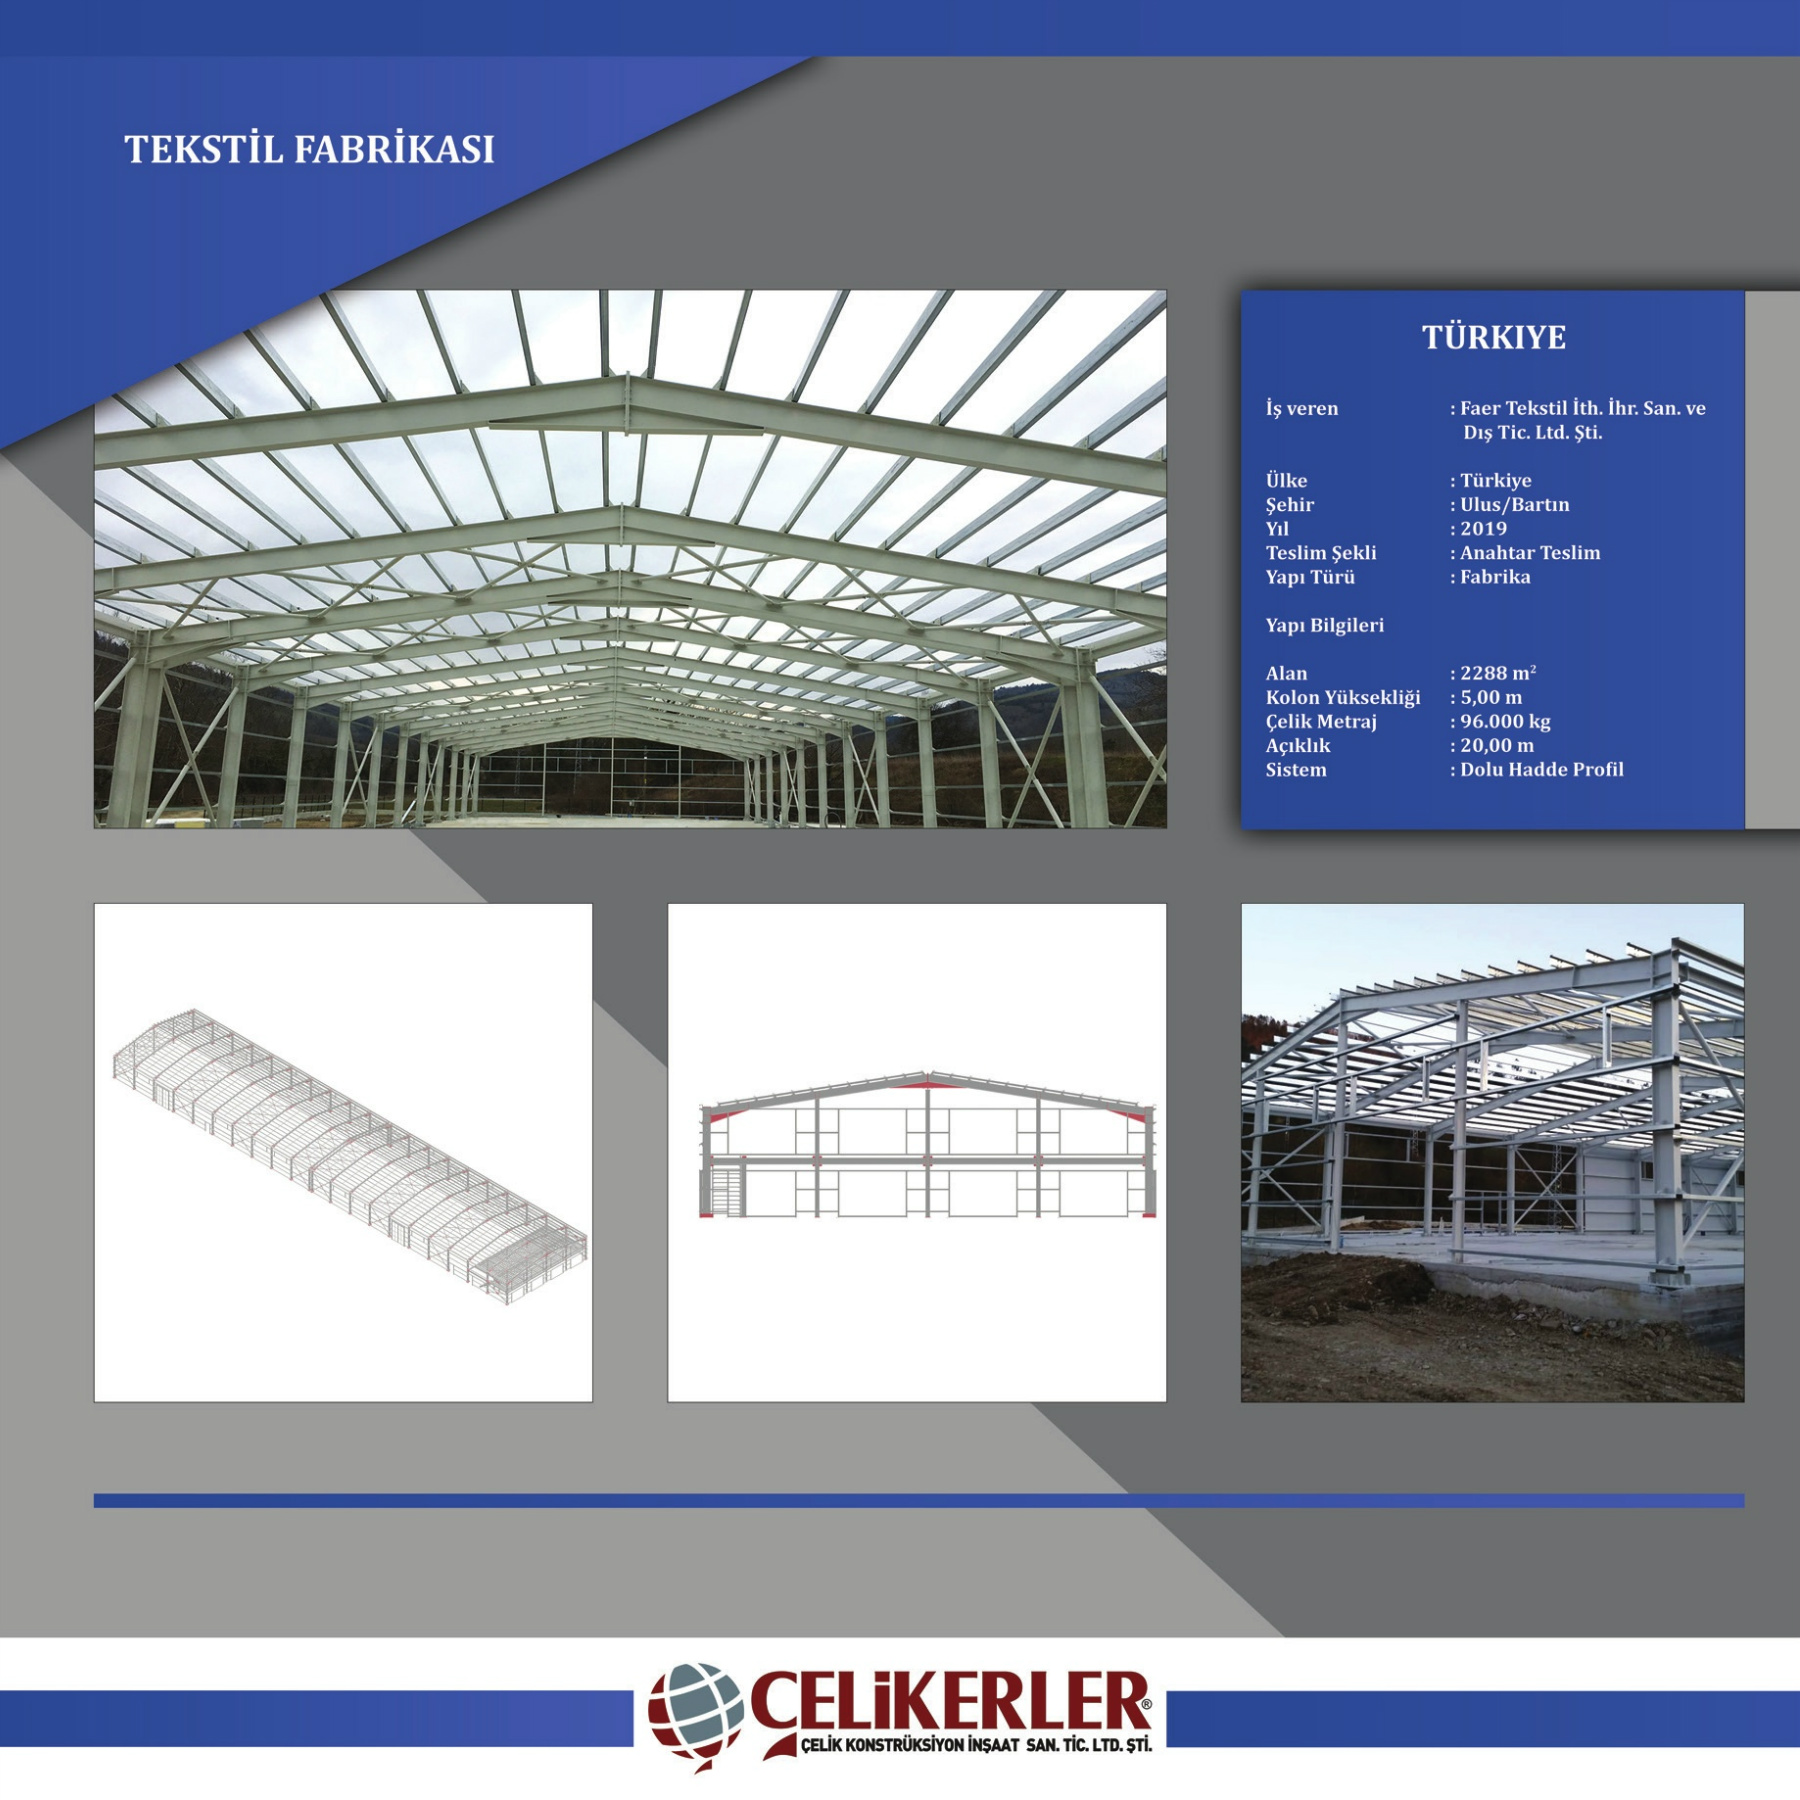 TEKSTİL FABRİKASI
TÜRKIYE
İş veren : Faer Tekstil İth. İhr. San. ve
Dış Tic. Ltd. Şti.
Ülke : Türkiye
Şehir : Ulus/Bartın
Yıl : 2019
Teslim Şekli : Anahtar Teslim
Yapı Türü : Fabrika
Yapı Bilgileri
Alan : 2288 m²
Kolon Yüksekliği : 5,00 m
Çelik Metraj : 96.000 kg
Açıklık : 20,00 m
Sistem : Dolu Hadde Profil
ÇELiKERLER®
ÇELİK KONSTRÜKSİYON İNŞAAT SAN. TİC. LTD. ŞTİ.